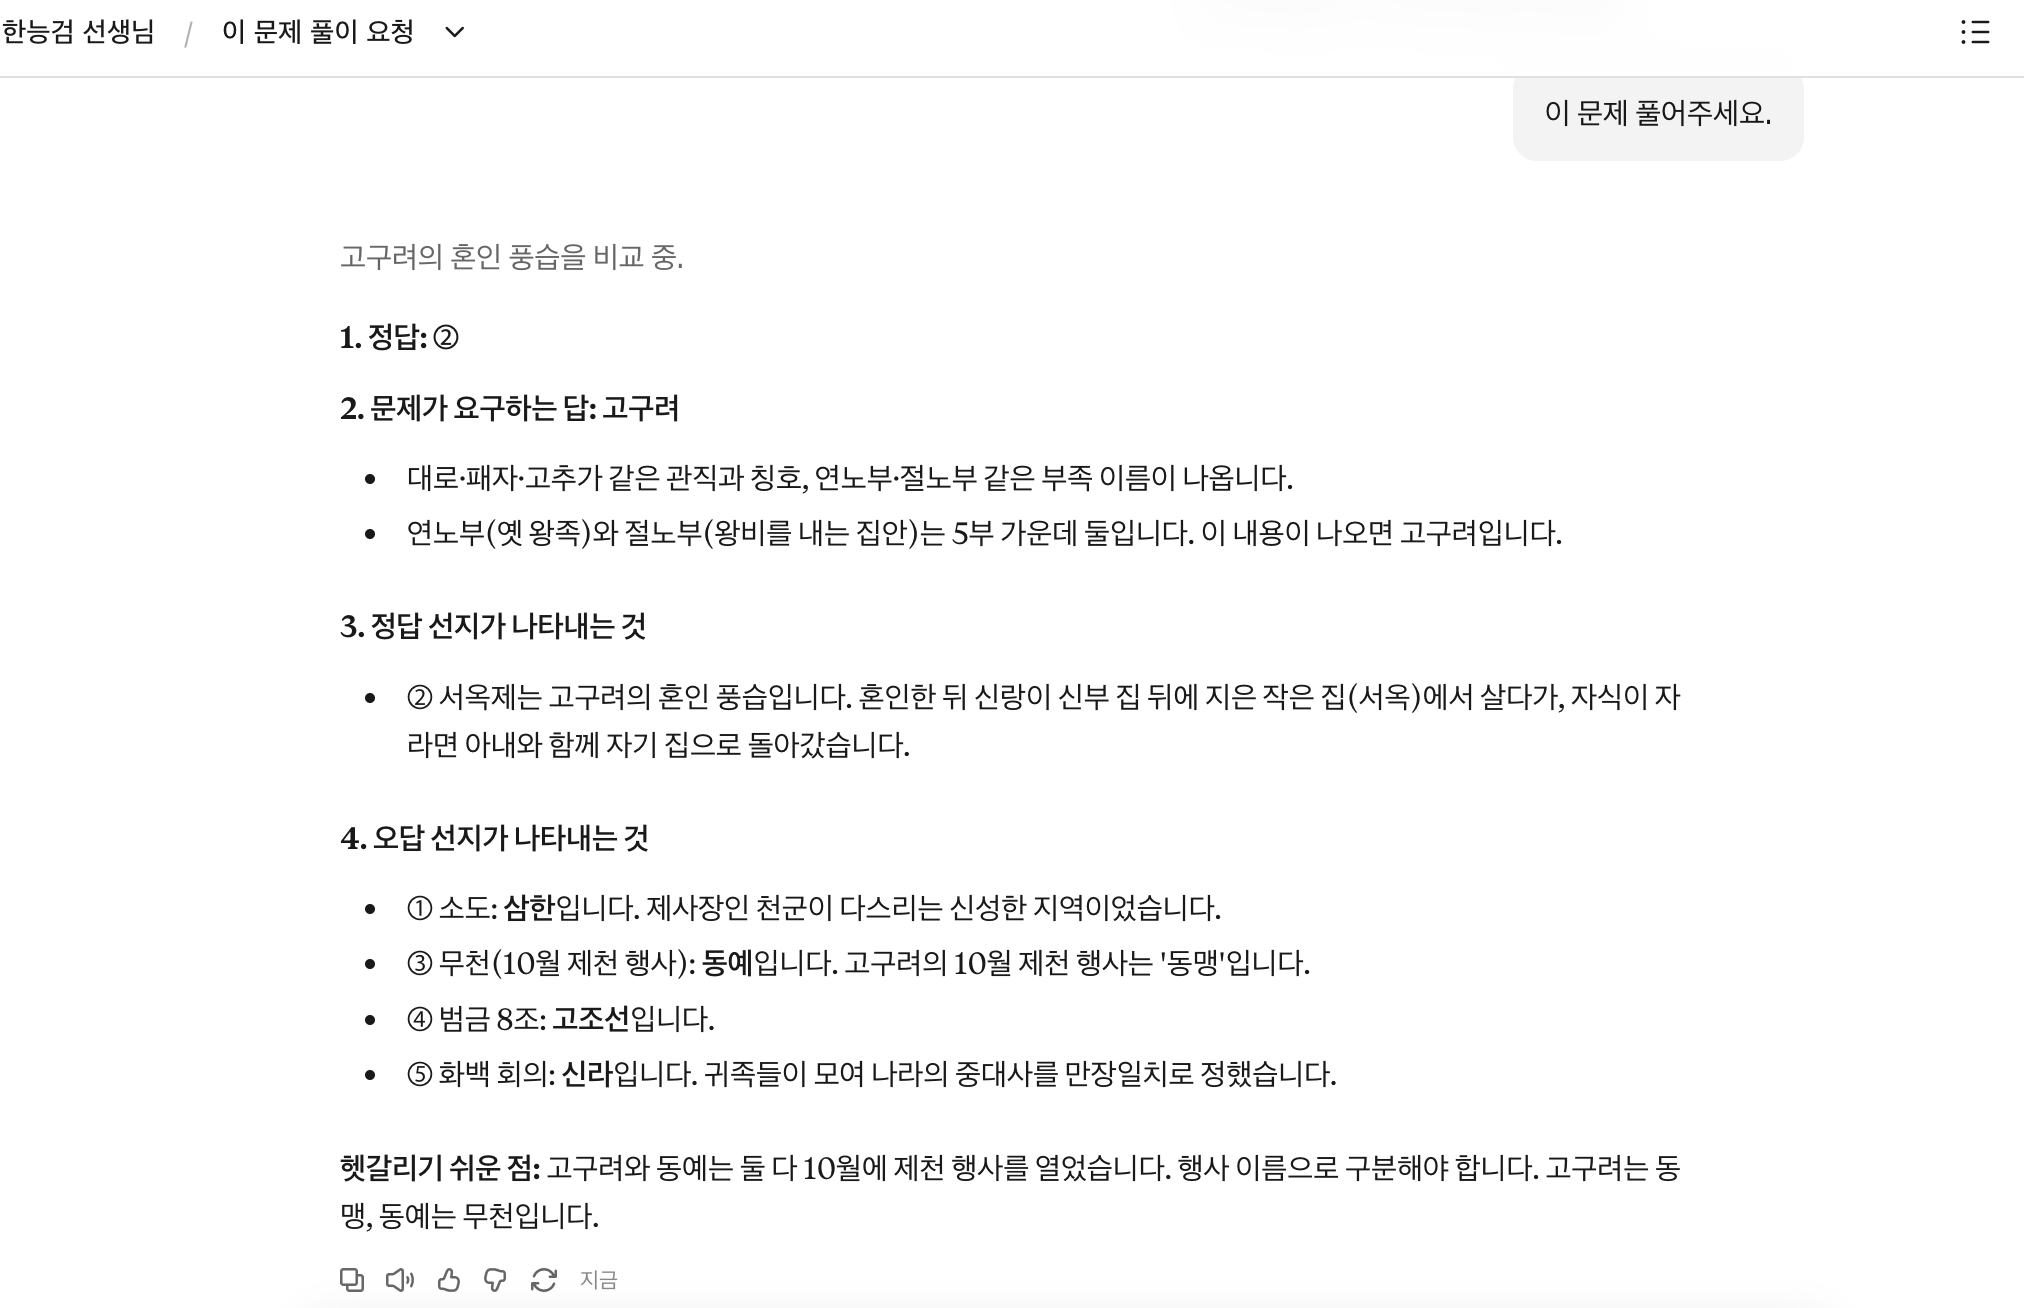 한능검 선생님 / 이 문제 풀이 요청
이 문제 풀어주세요.
고구려의 혼인 풍습을 비교 중.
1. 정답: ②
2. 문제가 요구하는 답: 고구려
• 대로·패자·고추가 같은 관직과 칭호, 연노부·절노부 같은 부족 이름이 나옵니다.
• 연노부(옛 왕족)와 절노부(왕비를 내는 집안)는 5부 가운데 둘입니다. 이 내용이 나오면 고구려입니다.
3. 정답 선지가 나타내는 것
• ② 서옥제는 고구려의 혼인 풍습입니다. 혼인한 뒤 신랑이 신부 집 뒤에 지은 작은 집(서옥)에서 살다가, 자식이 자
라면 아내와 함께 자기 집으로 돌아갔습니다.
4. 오답 선지가 나타내는 것
• ① 소도: 삼한입니다. 제사장인 천군이 다스리는 신성한 지역이었습니다.
• ③ 무천(10월 제천 행사): 동예입니다. 고구려의 10월 제천 행사는 '동맹'입니다.
• ④ 범금 8조: 고조선입니다.
• ⑤ 화백 회의: 신라입니다. 귀족들이 모여 나라의 중대사를 만장일치로 정했습니다.
헷갈리기 쉬운 점: 고구려와 동예는 둘 다 10월에 제천 행사를 열었습니다. 행사 이름으로 구분해야 합니다. 고구려는 동
맹, 동예는 무천입니다.
지금